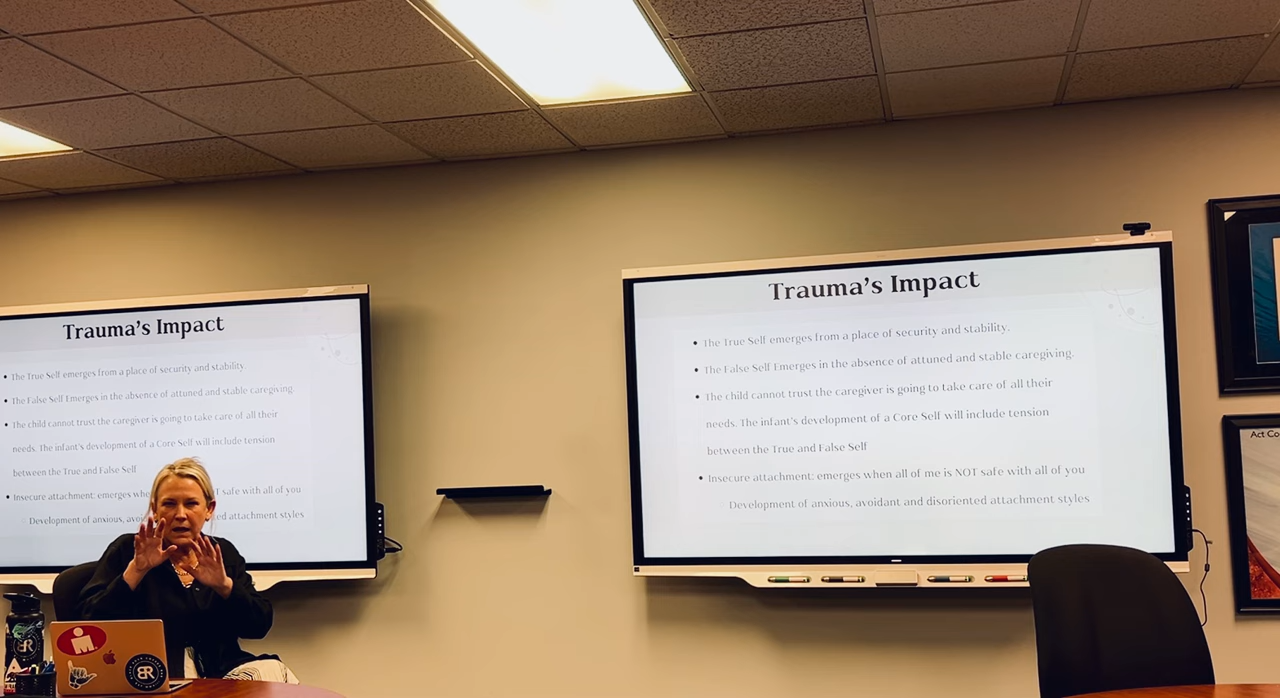 Trauma's Impact
• The True Self emerges from a place of security and stability.
• The False Self Emerges in the absence of attuned and stable caregiving.
• The child cannot trust the caregiver is going to take care of all their
needs. The infant's development of a Core Self will include tension
between the True and False Self
• Insecure attachment: emerges whe
T safe with all of you
Development of anxious, avoi
ed attachment styles
BR
Trauma's Impact
• The True Self emerges from a place of security and stability.
• The False Self Emerges in the absence of attuned and stable caregiving.
• The child cannot trust the caregiver is going to take care of all their
needs. The infant's development of a Core Self will include tension
between the True and False Self
• Insecure attachment: emerges when all of me is NOT safe with all of you
Development of anxious, avoidant and disoriented attachment styles
Act Co